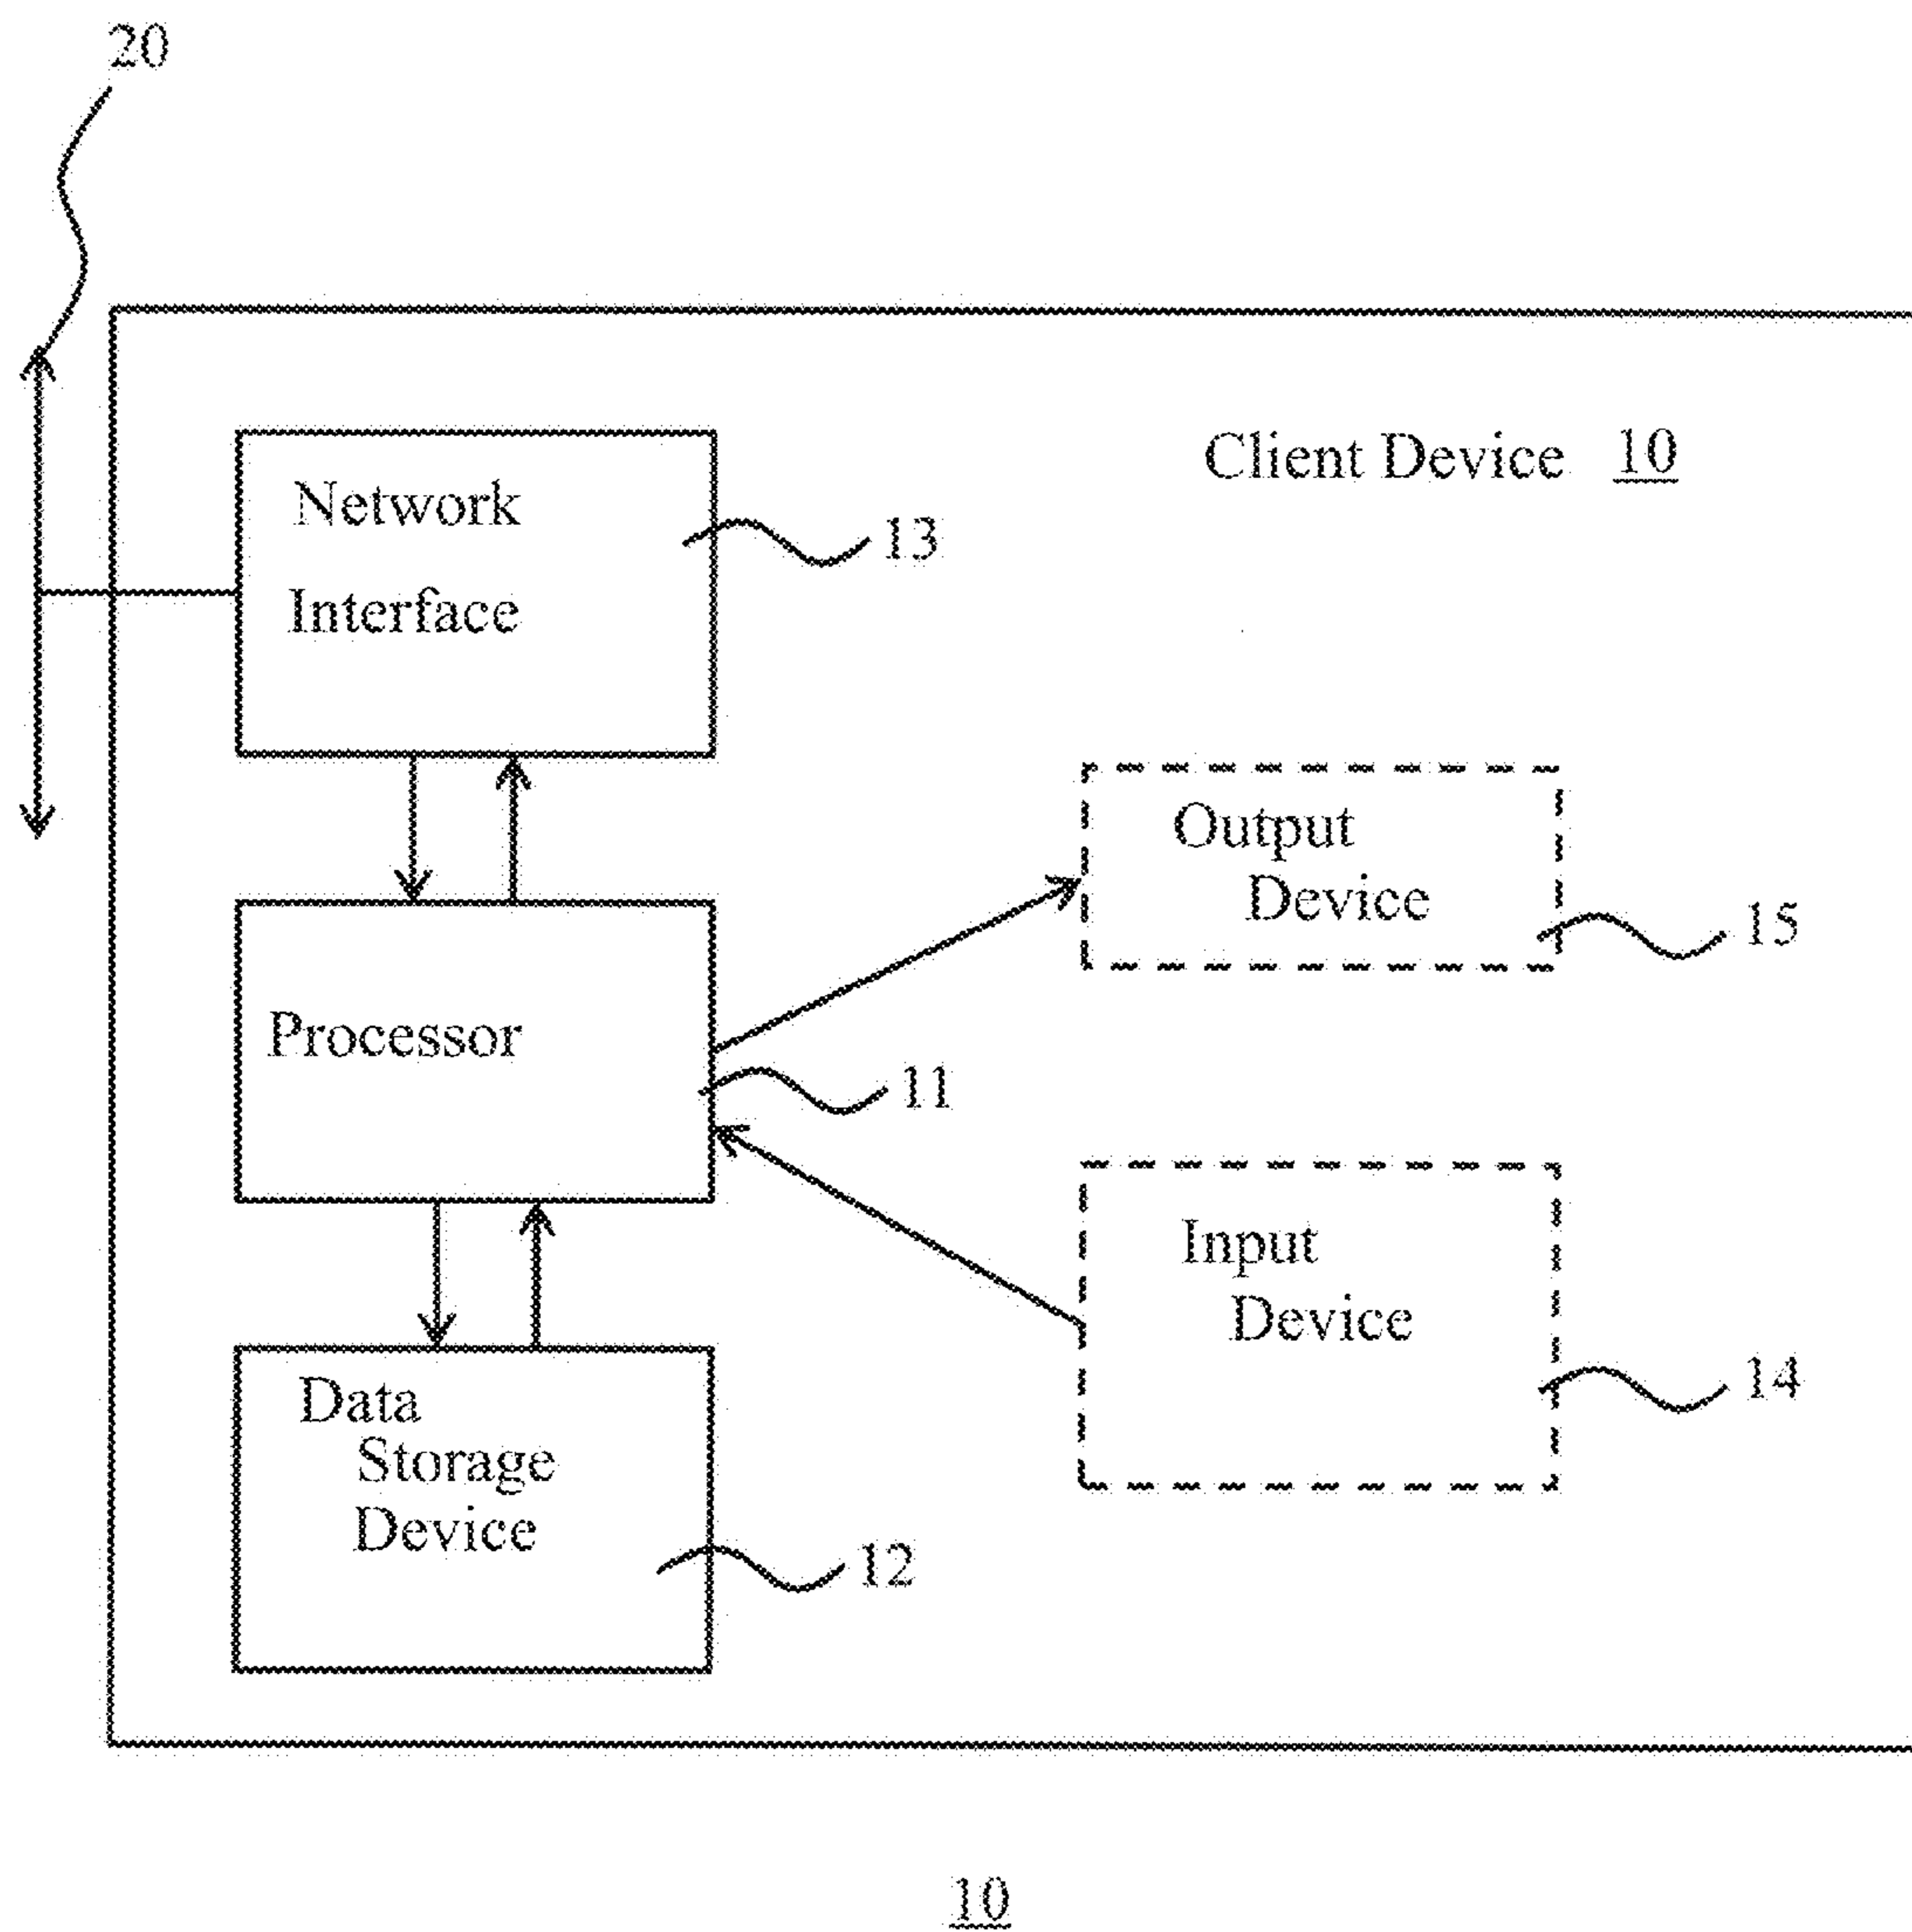 20
Client Device 10
Network
Interface
13
Output
Device
15
Processor
11
Input
Device
14
Data
Storage
Device
12
10